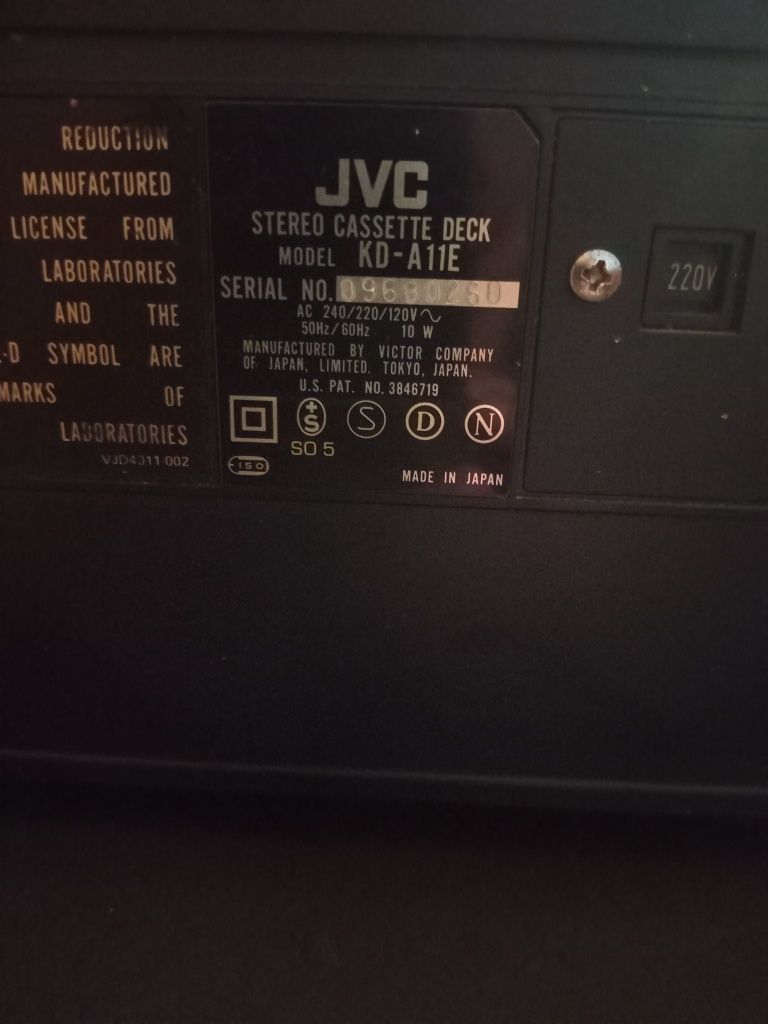 REDUCTION
MANUFACTURED
LICENSE FROM
LABORATORIES
AND THE
-D SYMBOL ARE
MARKS OF
LABORATORIES
VJD4311-002
JVC
STEREO CASSETTE DECK
MODEL KD-A11E
SERIAL NO. 09680260
AC 240/220/120V~
50Hz/60Hz 10 W
MANUFACTURED BY VICTOR COMPANY
OF JAPAN, LIMITED. TOKYO, JAPAN.
U.S. PAT. NO. 3846719
+S S D N
SO 5
ISO
MADE IN JAPAN
220V